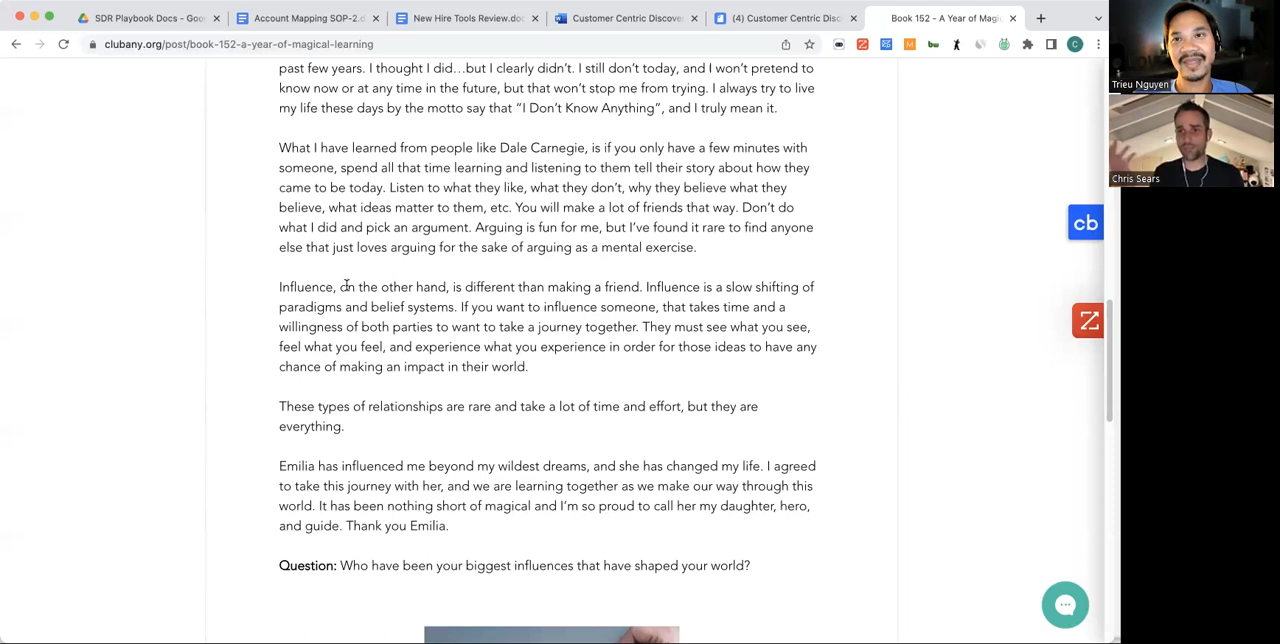 SDR Playbook Docs - Goo
Account Mapping SOP-2.d
New Hire Tools Review.doc
Customer Centric Discover
(4) Customer Centric Disc
Book 152 - A Year of Magi
clubany.org/post/book-152-a-year-of-magical-learning
C
Trieu Nguyen
Chris Sears
past few years. I thought I did…but I clearly didn't. I still don't today, and I won't pretend to
know now or at any time in the future, but that won't stop me from trying. I always try to live
my life these days by the motto say that “I Don't Know Anything”, and I truly mean it.
What I have learned from people like Dale Carnegie, is if you only have a few minutes with
someone, spend all that time learning and listening to them tell their story about how they
came to be today. Listen to what they like, what they don't, why they believe what they
believe, what ideas matter to them, etc. You will make a lot of friends that way. Don't do
what I did and pick an argument. Arguing is fun for me, but I've found it rare to find anyone
else that just loves arguing for the sake of arguing as a mental exercise.
cb
Influence, on the other hand, is different than making a friend. Influence is a slow shifting of
paradigms and belief systems. If you want to influence someone, that takes time and a
willingness of both parties to want to take a journey together. They must see what you see,
feel what you feel, and experience what you experience in order for those ideas to have any
chance of making an impact in their world.
These types of relationships are rare and take a lot of time and effort, but they are
everything.
Emilia has influenced me beyond my wildest dreams, and she has changed my life. I agreed
to take this journey with her, and we are learning together as we make our way through this
world. It has been nothing short of magical and I'm so proud to call her my daughter, hero,
and guide. Thank you Emilia.
Question: Who have been your biggest influences that have shaped your world?